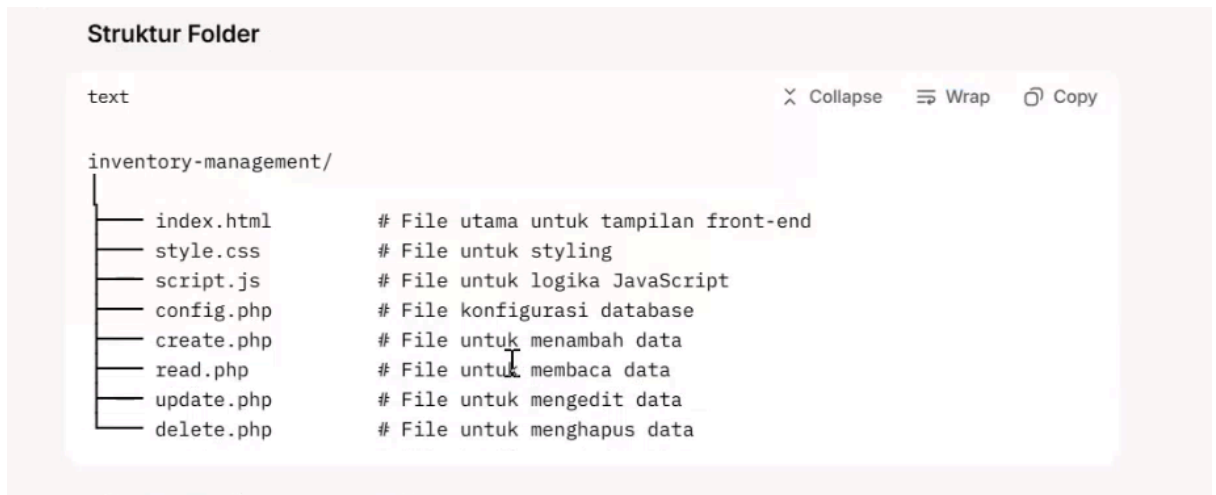 Struktur Folder
text Collapse Wrap Copy
inventory-management/
index.html # File utama untuk tampilan front-end
style.css # File untuk styling
script.js # File untuk logika JavaScript
config.php # File konfigurasi database
create.php # File untuk menambah data
read.php # File untuk membaca data
update.php # File untuk mengedit data
delete.php # File untuk menghapus data